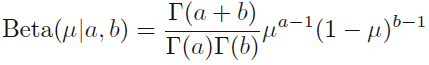 Beta(μ|a, b) = Γ(a + b) / Γ(a)Γ(b) μ^{a−1}(1 − μ)^{b−1}